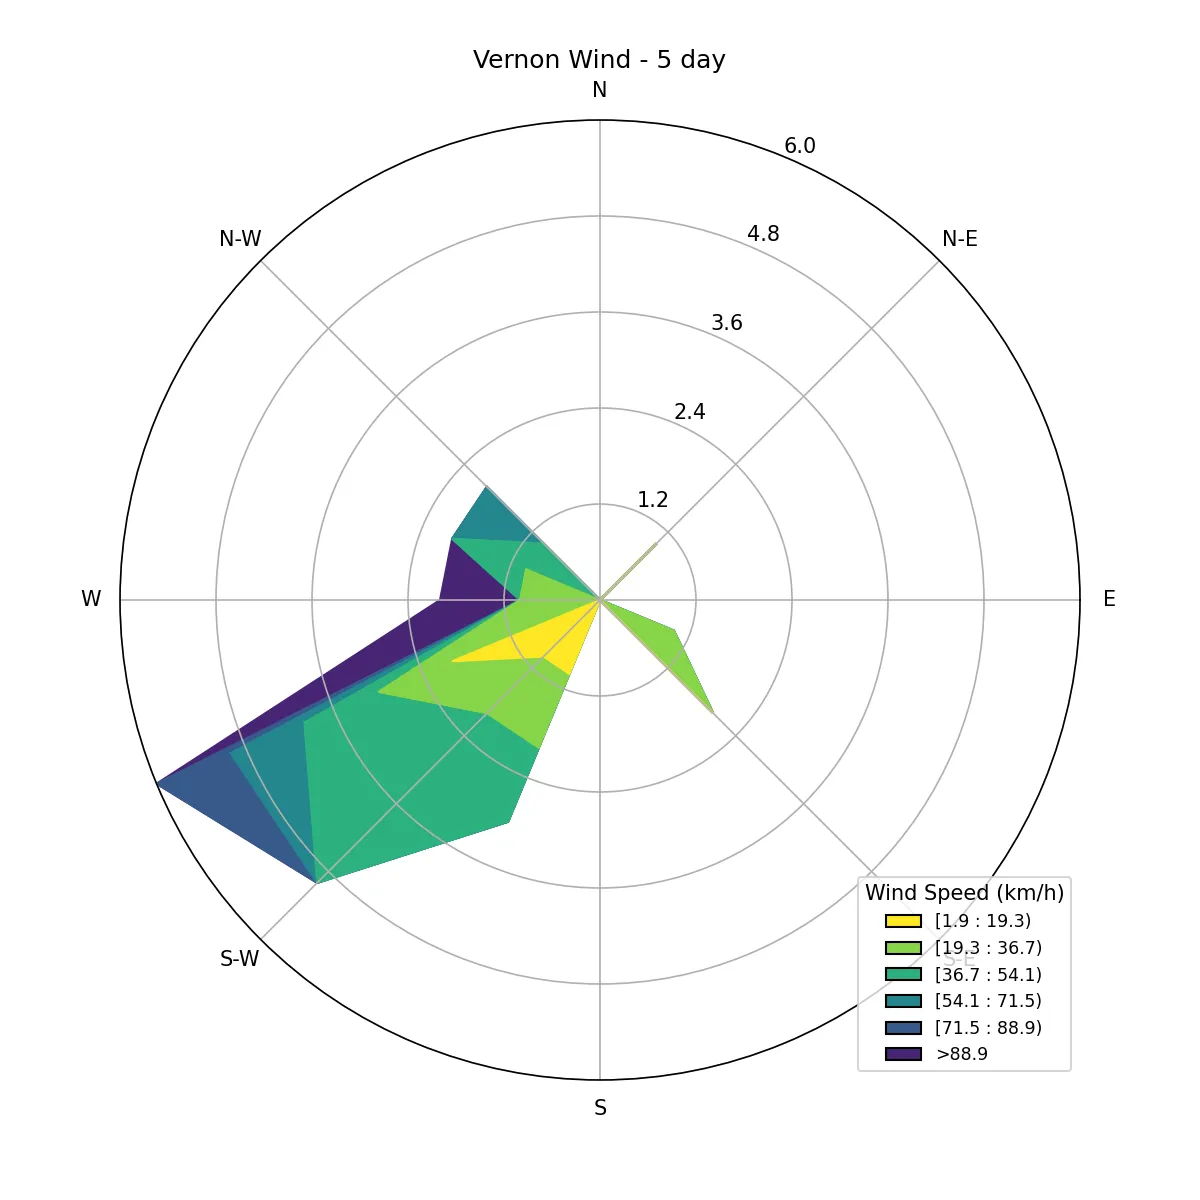 Vernon Wind - 5 day
N
6.0
N-W
4.8
N-E
3.6
2.4
1.2
W
E
S-W
S-E
S
Wind Speed (km/h)
[1.9 : 19.3)
[19.3 : 36.7)
[36.7 : 54.1)
[54.1 : 71.5)
[71.5 : 88.9)
>88.9